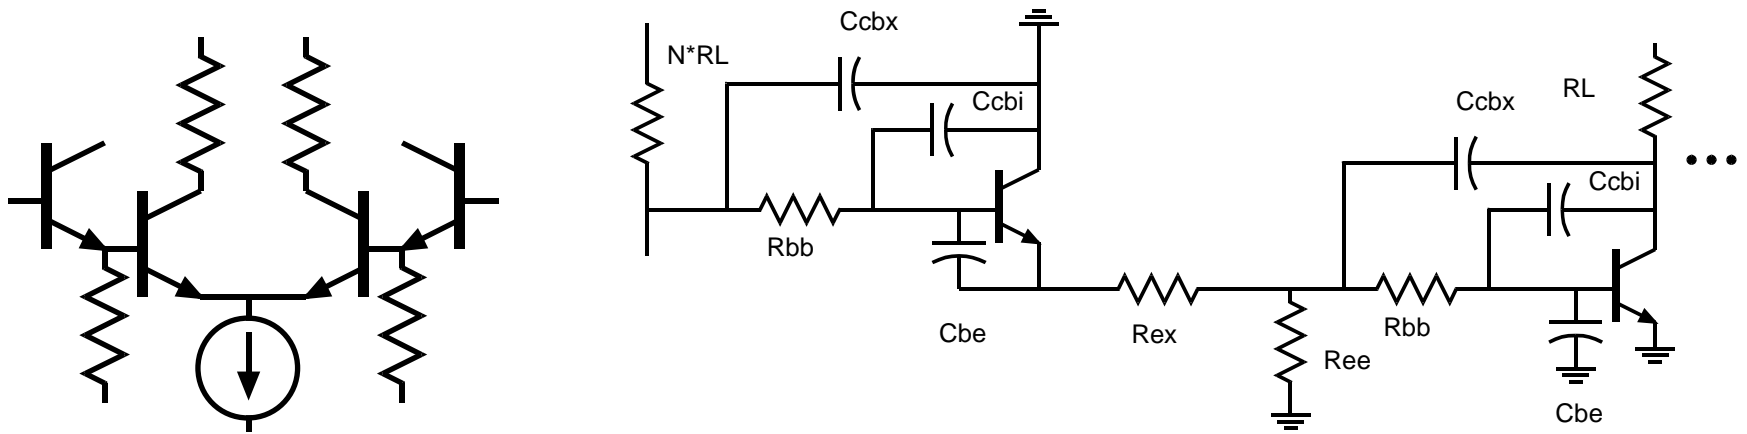 Ccbx
N*RL
Ccbi
Rbb
Cbe
Rex
Ree
Ccbx
RL
Ccbi
Rbb
Cbe